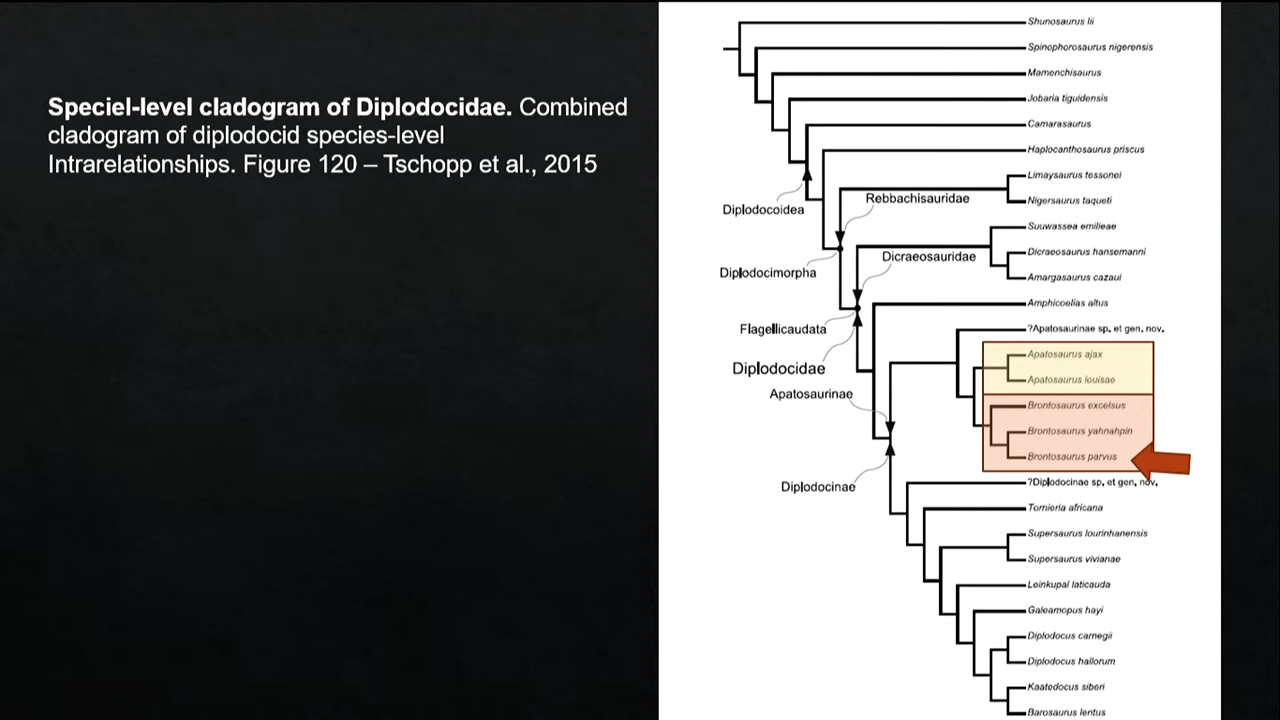 Speciel-level cladogram of Diplodocidae. Combined
cladogram of diplodocid species-level
Intrarelationships. Figure 120 – Tschopp et al., 2015
Shunosaurus lii
Spinophorosaurus nigerensis
Mamenchisaurus
Jobaria tiguidensis
Camarasaurus
Haplocanthosaurus priscus
Limaysaurus tessonei
Nigersaurus taqueti
Suuwassea emilieae
Dicraeosaurus hansemanni
Amargasaurus cazaui
Amphicoelias altus
?Apatosaurinae sp. et gen. nov.
Apatosaurus ajax
Apatosaurus louisae
Brontosaurus excelsus
Brontosaurus yahnahpin
Brontosaurus parvus
?Diplodocinae sp. et gen. nov.
Tornieria africana
Supersaurus lourinhanensis
Supersaurus vivianae
Leinkupal laticauda
Galeamopus hayi
Diplodocus carnegii
Diplodocus hallorum
Kaatedocus siberi
Barosaurus lentus
Diplodocoidea
Rebbachisauridae
Dicraeosauridae
Diplodocimorpha
Flagellicaudata
Diplodocidae
Apatosaurinae
Diplodocinae